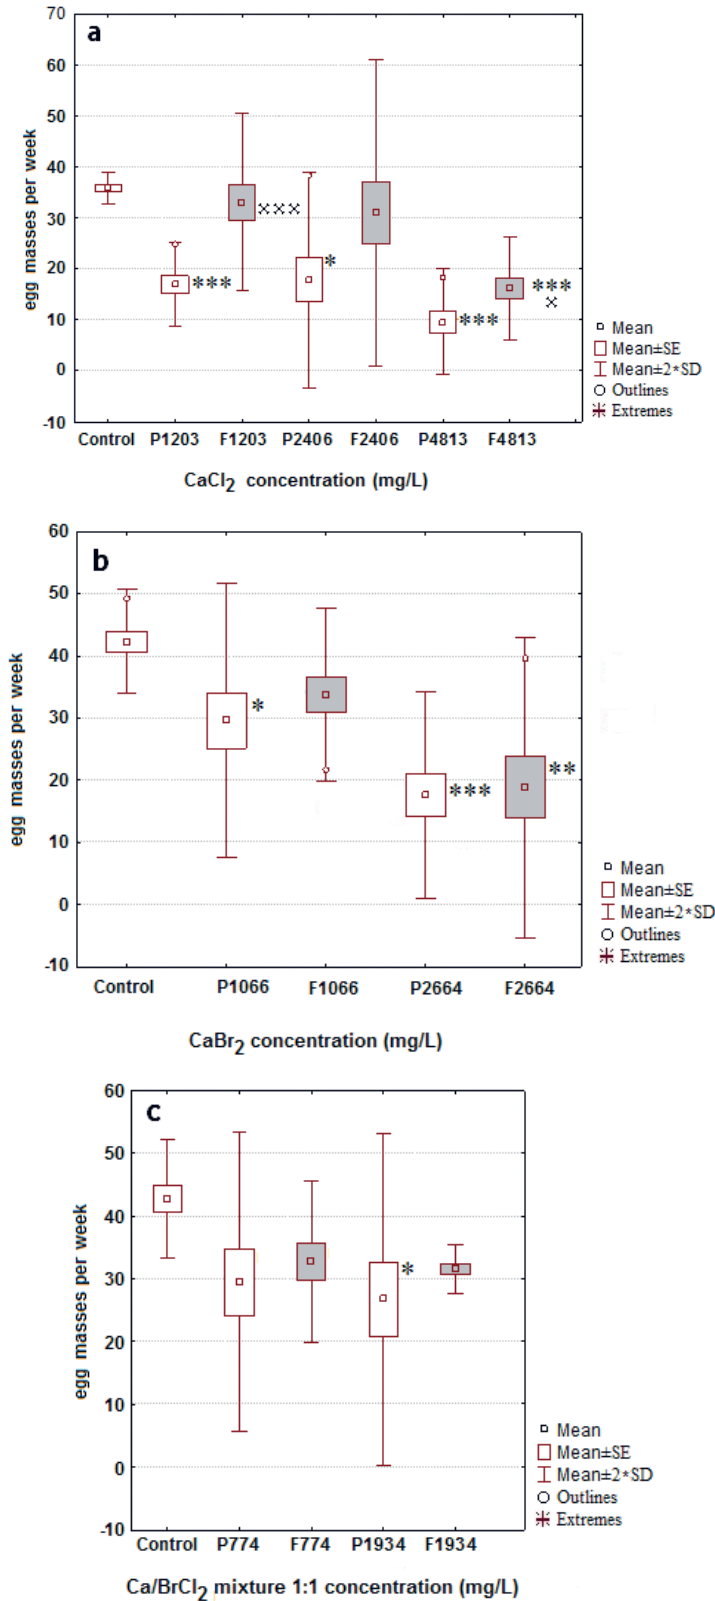 a
70
60
50
40
30
20
10
0
-10
egg masses per week
***
×××
*
***
***
×
Control P1203 F1203 P2406 F2406 P4813 F4813
CaCl2 concentration (mg/L)
Mean
Mean±SE
Mean±2*SD
Outlines
Extremes
b
60
50
40
30
20
10
0
-10
egg masses per week
*
***
**
Control P1066 F1066 P2664 F2664
CaBr2 concentration (mg/L)
Mean
Mean±SE
Mean±2*SD
Outlines
Extremes
c
60
50
40
30
20
10
0
-10
egg masses per week
*
Control P774 F774 P1934 F1934
Ca/BrCl2 mixture 1:1 concentration (mg/L)
Mean
Mean±SE
Mean±2*SD
Outlines
Extremes